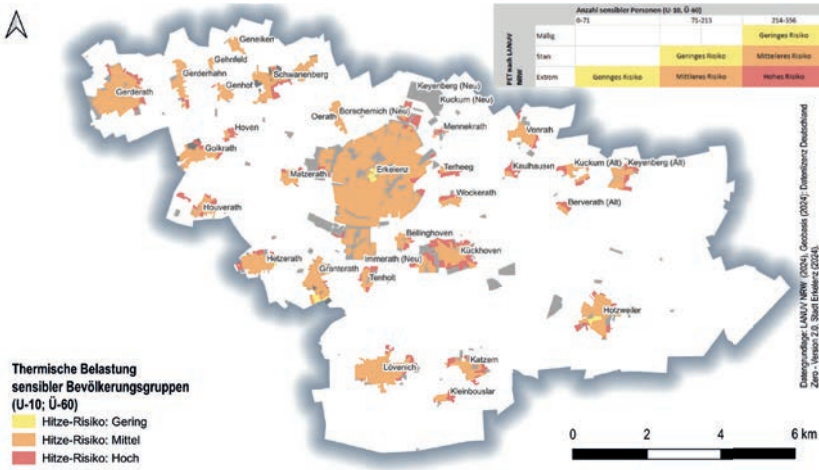 Anzahl sensibler Personen (U-10, Ü-60)
0-71 71-213 214-556
PET nach LANUV
NRW
Mäßig Geringes Risiko
Geringes Risiko Mittleres Risiko
Extrem Mittleres Risiko Hohes Risiko
Geneiken
Gehnfeld
Gerderhahn
Schwanenberg
Genhof
Gerderath
Keyenberg (Neu)
Kuckum (Neu)
Borschemich (Neu)
Oerath
Hoven
Mennekrath
Venrath
Golkrath
Matzerath
Erkelenz
Terheeg
Kaulhausen
Kuckum (Alt)
Keyenberg (Alt)
Wockerath
Houverath
Berverath (Alt)
Bellinghoven
Kückhoven
Hetzerath
Immerath (Neu)
Granterath
Tenholt
Holzweiler
Lövenich
Katzem
Kleinbouslar
Thermische Belastung
sensibler Bevölkerungsgruppen
(U-10; Ü-60)
Hitze-Risiko: Gering
Hitze-Risiko: Mittel
Hitze-Risiko: Hoch
0 2 4 6 km
Datengrundlage: LANUV NRW (2024), Geobasis (2024): Datenlizenz Deutschland
Zero - Version 2.0, Stadt Erkelenz (2024),